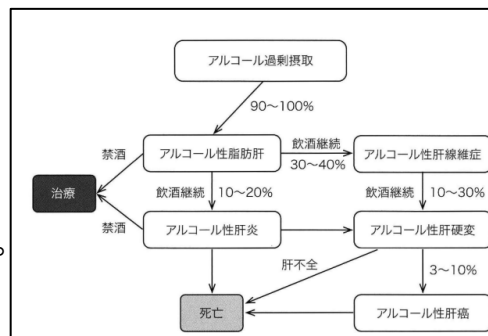 アルコール過剰摂取
90～100%
禁酒
アルコール性脂肪肝
飲酒継続
30～40%
アルコール性肝線維症
治療
飲酒継続 10～20%
飲酒継続 10～30%
禁酒
アルコール性肝炎
アルコール性肝硬変
肝不全
3～10%
死亡
アルコール性肝癌